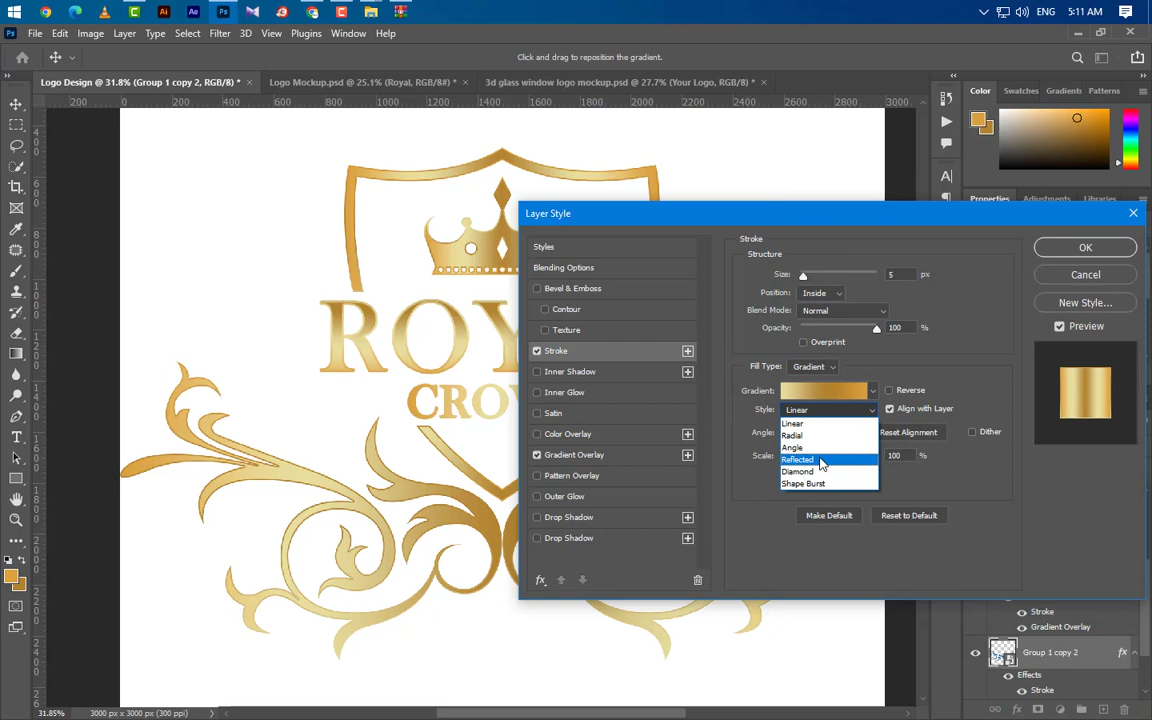 ENG 5:11 AM
File Edit Image Layer Type Select Filter 3D View Plugins Window Help
Click and drag to reposition the gradient.
Logo Design @ 31.8% (Group 1 copy 2, RGB/8) * × Logo Mockup.psd @ 25.1% (Royal, RGB/8#) * × 3d glass window logo mockup.psd @ 27.7% (Your Logo, RGB/8) * ×
Color Swatches Gradients Patterns
200 0 200 400 600 800 1000 1200 1400 1600 1800 2000 2200 2400 2600 2800 3000
Properties Adjustments Libraries
Layer Style
Styles
Blending Options
Bevel & Emboss
Contour
Texture
Stroke
Inner Shadow
Inner Glow
Satin
Color Overlay
Gradient Overlay
Pattern Overlay
Outer Glow
Drop Shadow
Drop Shadow
Stroke
Structure
Size: 5 px
Position: Inside
Blend Mode: Normal
Opacity: 100 %
Overprint
Fill Type: Gradient
Gradient: Reverse
Style: Linear Align with Layer
Linear
Radial
Angle
Reflected
Diamond
Shape Burst
Angle: Reset Alignment Dither
Scale: 100 %
Make Default Reset to Default
OK
Cancel
New Style...
Preview
ROY
CRO
Stroke
Gradient Overlay
Group 1 copy 2 fx
Effects
Stroke
31.85% 3000 px x 3000 px (300 ppi)